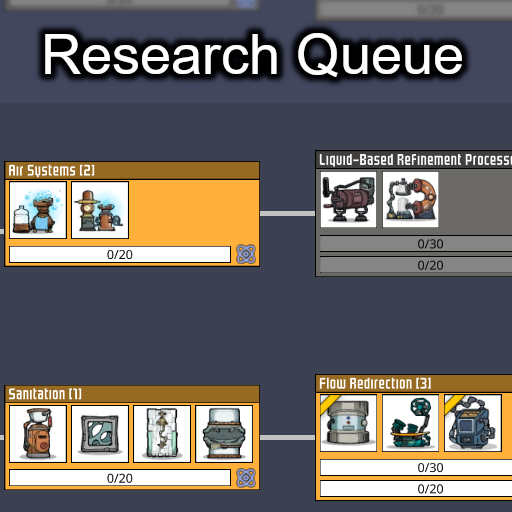 0/20
Research Queue
Air Systems [2]
0/20
Liquid-Based Refinement Process
0/30
0/20
Sanitation [1]
0/20
Flow Redirection [3]
0/30
0/20